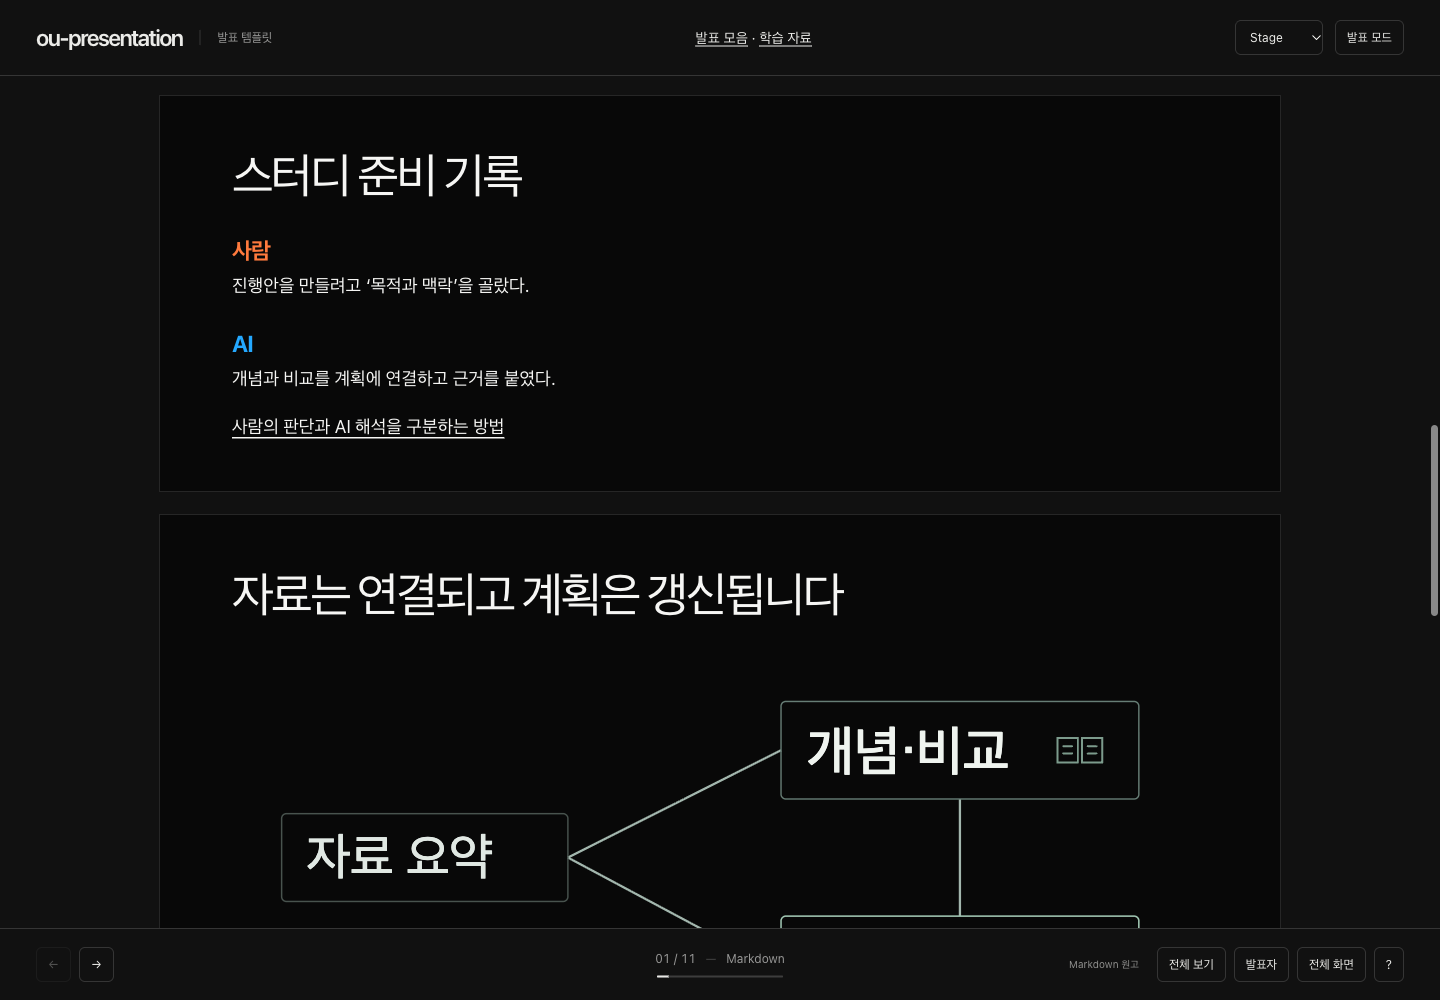 ou-presentation
발표 템플릿
발표 모음 · 학습 자료
Stage
발표 모드
스터디 준비 기록
사람
진행안을 만들려고 ‘목적과 맥락’을 골랐다.
AI
개념과 비교를 계획에 연결하고 근거를 붙였다.
사람의 판단과 AI 해석을 구분하는 방법
자료는 연결되고 계획은 갱신됩니다
개념·비교
자료 요약
←
→
01 / 11 — Markdown
Markdown 원고
전체 보기
발표자
전체 화면
?